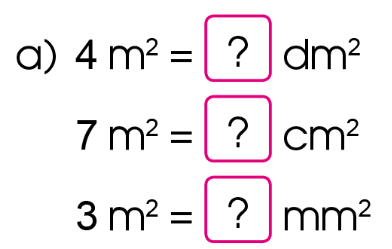 a) 4 m² = ? dm²
7 m² = ? cm²
3 m² = ? mm²